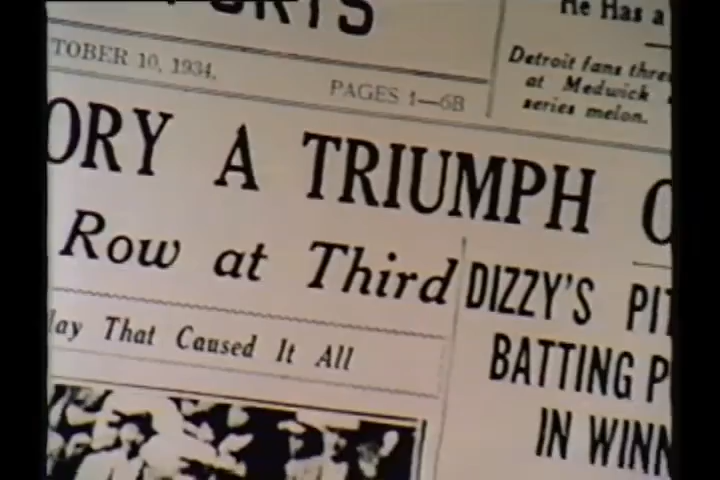 He Has a
TOBER 10, 1934.
PAGES 1—6B
Detroit fans thre
at Medwick
series melon.
ORY A TRIUMPH O
Row at Third
lay That Caused It All
DIZZY'S PIT
BATTING P
IN WINN